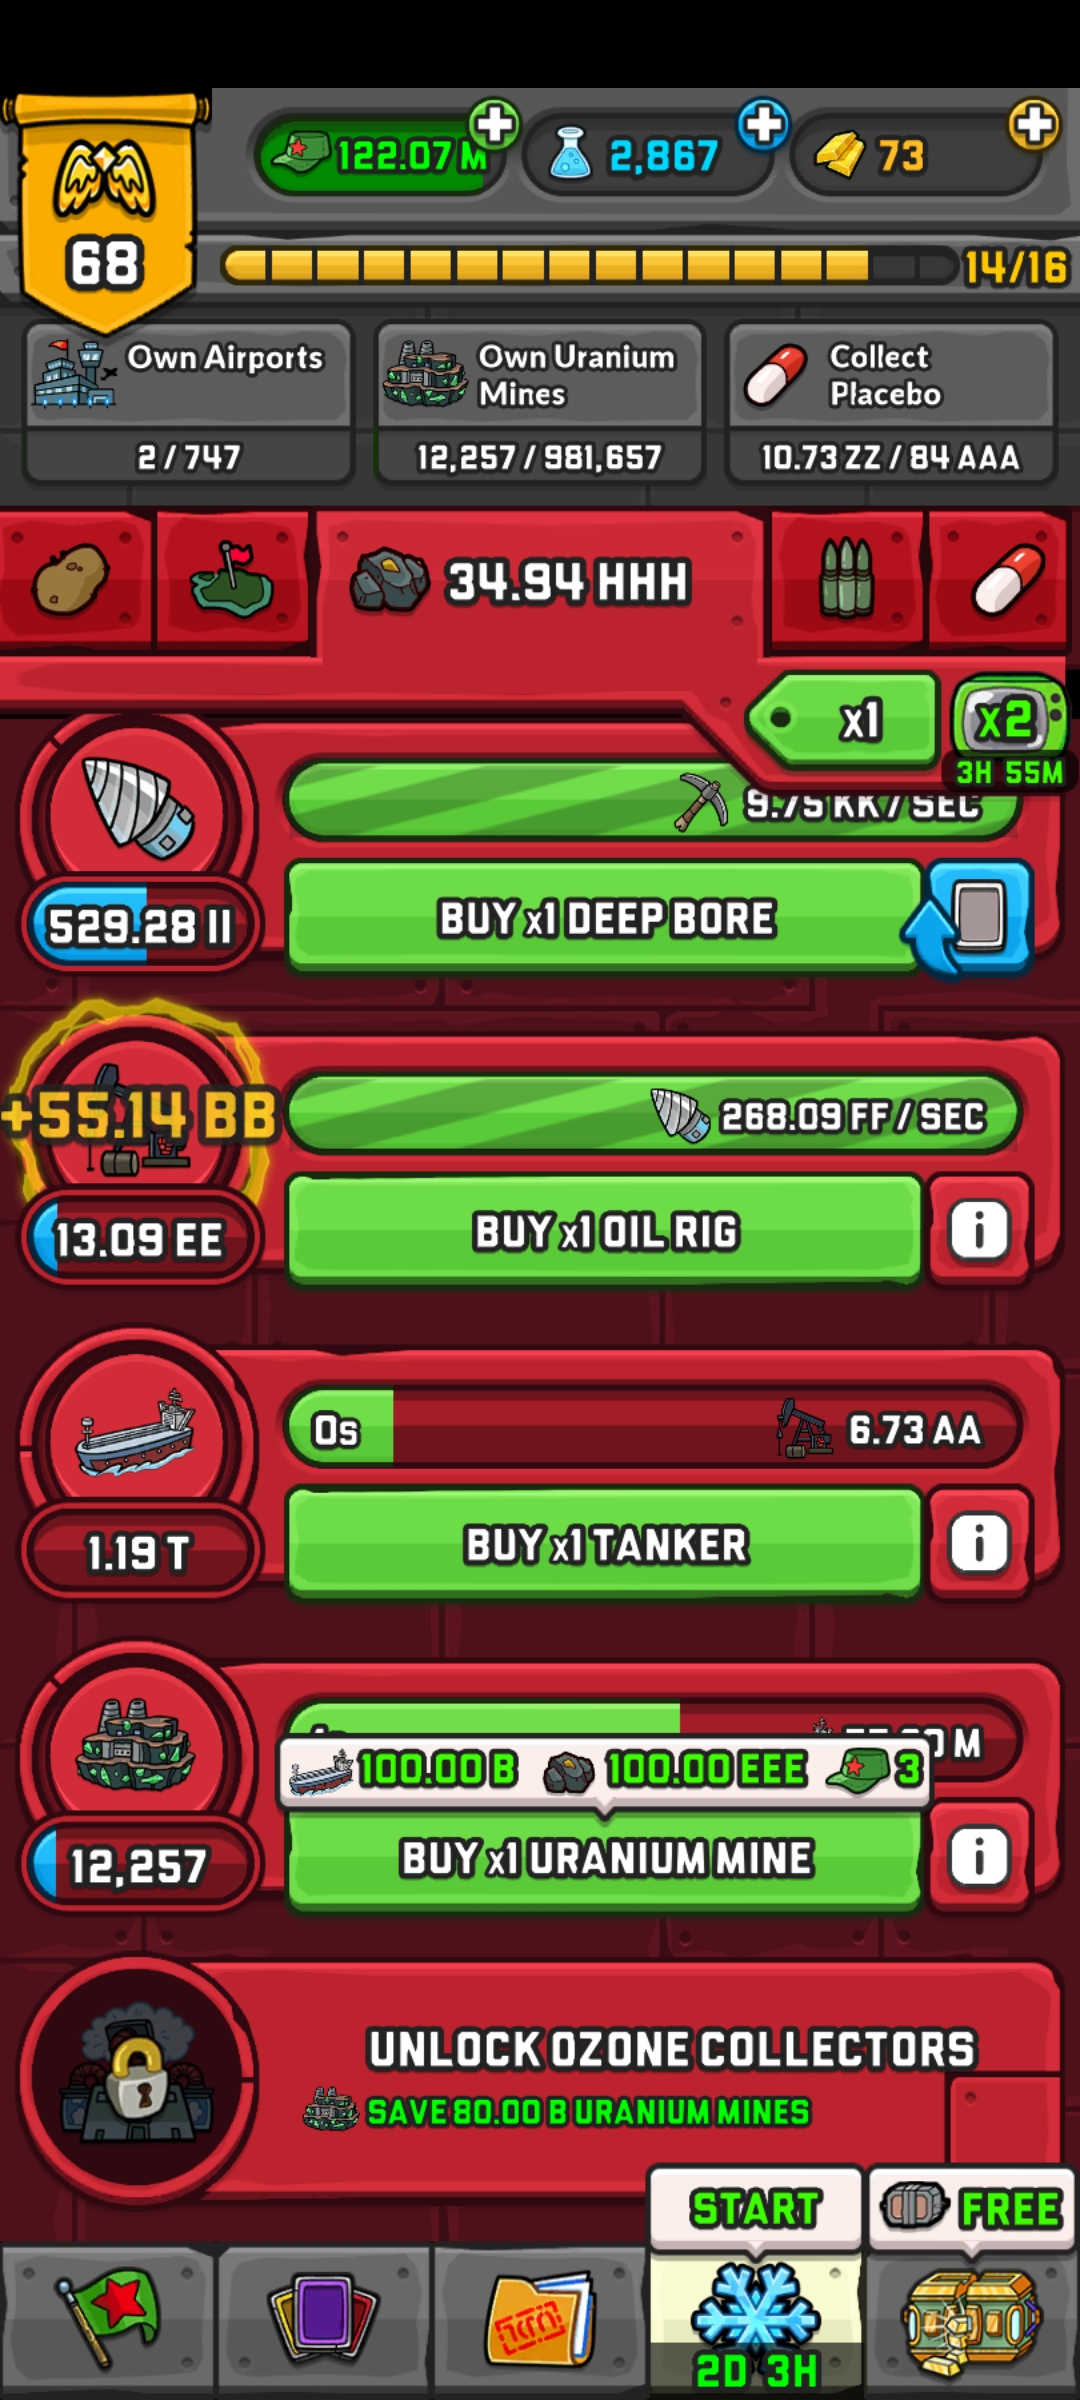 122.07 M
2,867
73
68
14/16
Own Airports
2 / 747
Own Uranium
Mines
12,257 / 981,657
Collect
Placebo
10.73 ZZ / 84 AAA
34.94 HHH
x1
x2
3H 55M
9.75 KK / SEC
529.28 II
BUY x1 DEEP BORE
+55.14 BB
268.09 FF / SEC
13.09 EE
BUY x1 OIL RIG
i
0s
6.73 AA
1.19 T
BUY x1 TANKER
i
M
100.00 B
100.00 EEE
3
12,257
BUY x1 URANIUM MINE
i
UNLOCK OZONE COLLECTORS
SAVE 80.00 B URANIUM MINES
START
FREE
2D 3H